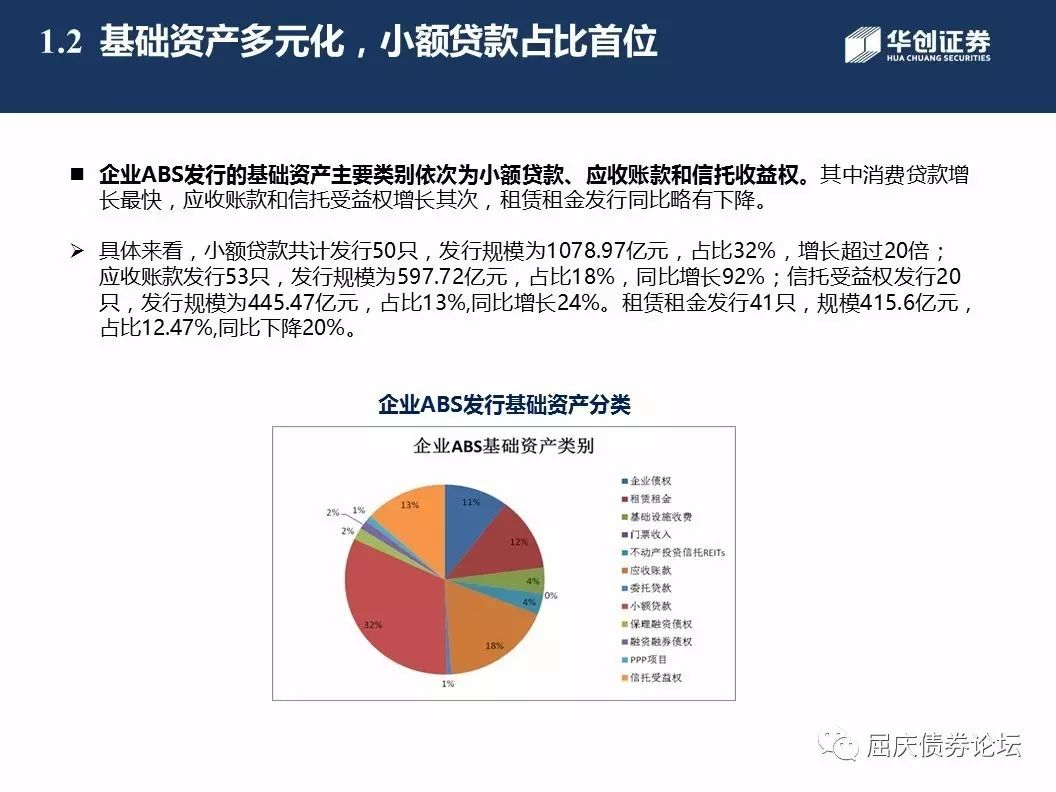 1.2 基础资产多元化，小额贷款占比首位
华创证券
HUA CHUANG SECURITIES
■ 企业ABS发行的基础资产主要类别依次为小额贷款、应收账款和信托收益权。其中消费贷款增
长最快，应收账款和信托受益权增长其次，租赁租金发行同比略有下降。
➢ 具体来看，小额贷款共计发行50只，发行规模为1078.97亿元，占比32%，增长超过20倍；
应收账款发行53只，发行规模为597.72亿元，占比18%，同比增长92%；信托受益权发行20
只，发行规模为445.47亿元，占比13%,同比增长24%。租赁租金发行41只，规模415.6亿元，
占比12.47%,同比下降20%。
企业ABS发行基础资产分类
企业ABS基础资产类别
11%
12%
4%
0%
4%
18%
1%
32%
2%
2%
1%
13%
企业债权
租赁租金
基础设施收费
门票收入
不动产投资信托REITs
应收账款
委托贷款
小额贷款
保理融资债权
融资融券债权
PPP项目
信托受益权
屈庆债券论坛